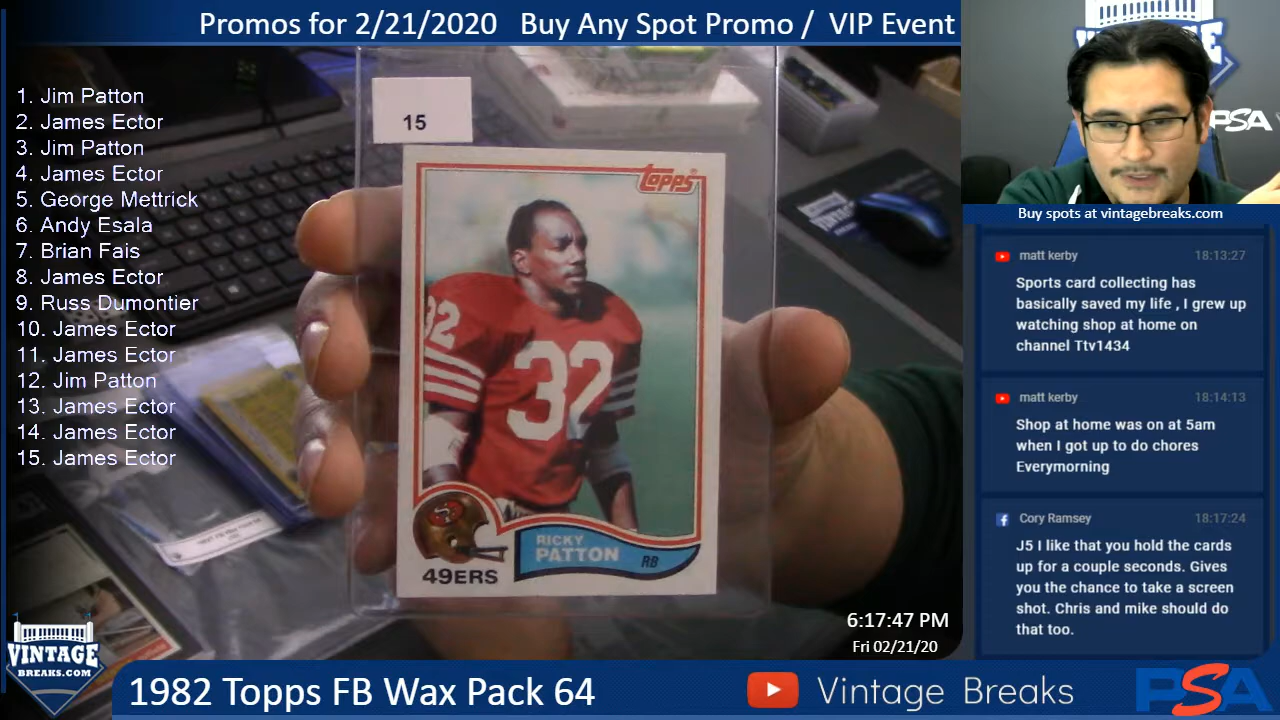 Promos for 2/21/2020 Buy Any Spot Promo / VIP Event
1. Jim Patton
2. James Ector
3. Jim Patton
4. James Ector
5. George Mettrick
6. Andy Esala
7. Brian Fais
8. James Ector
9. Russ Dumontier
10. James Ector
11. James Ector
12. Jim Patton
13. James Ector
14. James Ector
15. James Ector
15
Topps
32
32
RICKY
PATTON RB
49ERS
PSA
Buy spots at vintagebreaks.com
matt kerby 18:13:27
Sports card collecting has
basically saved my life , I grew up
watching shop at home on
channel Ttv1434
matt kerby 18:14:13
Shop at home was on at 5am
when I got up to do chores
Everymorning
Cory Ramsey 18:17:24
J5 I like that you hold the cards
up for a couple seconds. Gives
you the chance to take a screen
shot. Chris and mike should do
that too.
6:17:47 PM
Fri 02/21/20
VINTAGE
BREAKS.COM
1982 Topps FB Wax Pack 64
Vintage Breaks
PSA